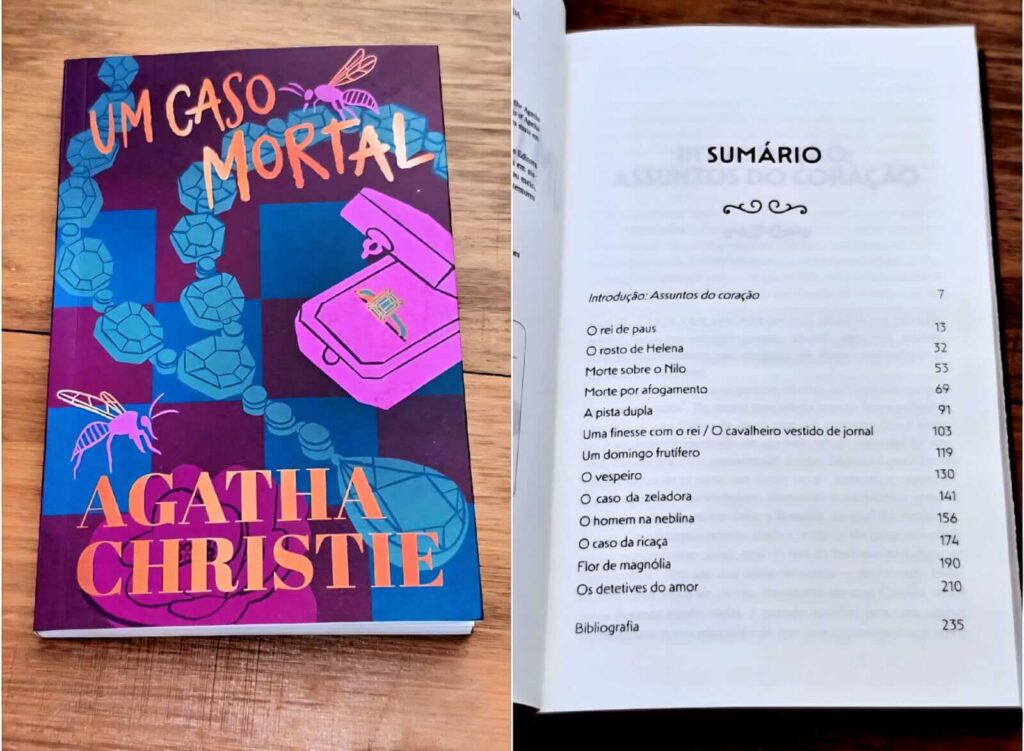 UM CASO
MORTAL
AGATHA
CHRISTIE
SUMÁRIO
Introdução: Assuntos do coração 7
O rei de paus 13
O rosto de Helena 32
Morte sobre o Nilo 53
Morte por afogamento 69
A pista dupla 91
Uma finesse com o rei / O cavalheiro vestido de jornal 103
Um domingo frutífero 119
O vespeiro 130
O caso da zeladora 141
O homem na neblina 156
O caso da ricaça 174
Flor de magnólia 190
Os detetives do amor 210
Bibliografia 235